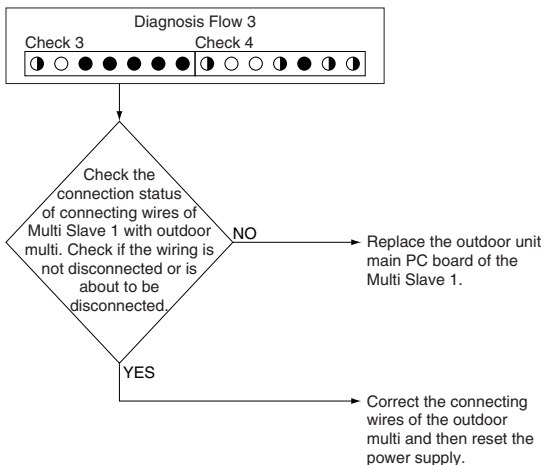 Diagnosis Flow 3
Check 3
Check 4
Check the
connection status
of connecting wires of
Multi Slave 1 with outdoor
multi. Check if the wiring is
not disconnected or is
about to be
disconnected.
NO
Replace the outdoor unit
main PC board of the
Multi Slave 1.
YES
Correct the connecting
wires of the outdoor
multi and then reset the
power supply.